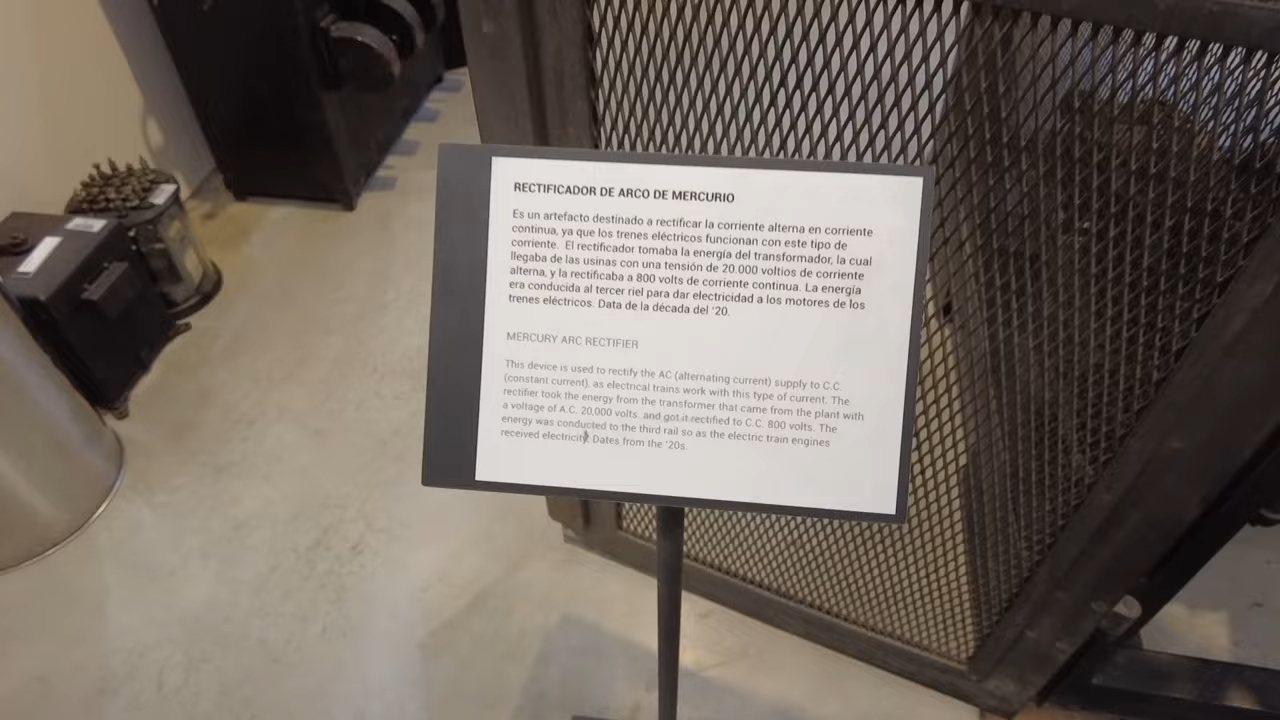 RECTIFICADOR DE ARCO DE MERCURIO
Es un artefacto destinado a rectificar la corriente alterna en corriente
continua, ya que los trenes eléctricos funcionan con este tipo de
corriente. El rectificador tomaba la energía del transformador, la cual
llegaba de las usinas con una tensión de 20.000 voltios de corriente
alterna, y la rectificaba a 800 volts de corriente continua. La energía
era conducida al tercer riel para dar electricidad a los motores de los
trenes eléctricos. Data de la década del '20.
MERCURY ARC RECTIFIER
This device is used to rectify the AC (alternating current) supply to C.C.
(constant current), as electrical trains work with this type of current. The
rectifier took the energy from the transformer that came from the plant with
a voltage of A.C. 20,000 volts. and got it rectified to C.C. 800 volts. The
energy was conducted to the third rail so as the electric train engines
received electricity. Dates from the '20s.